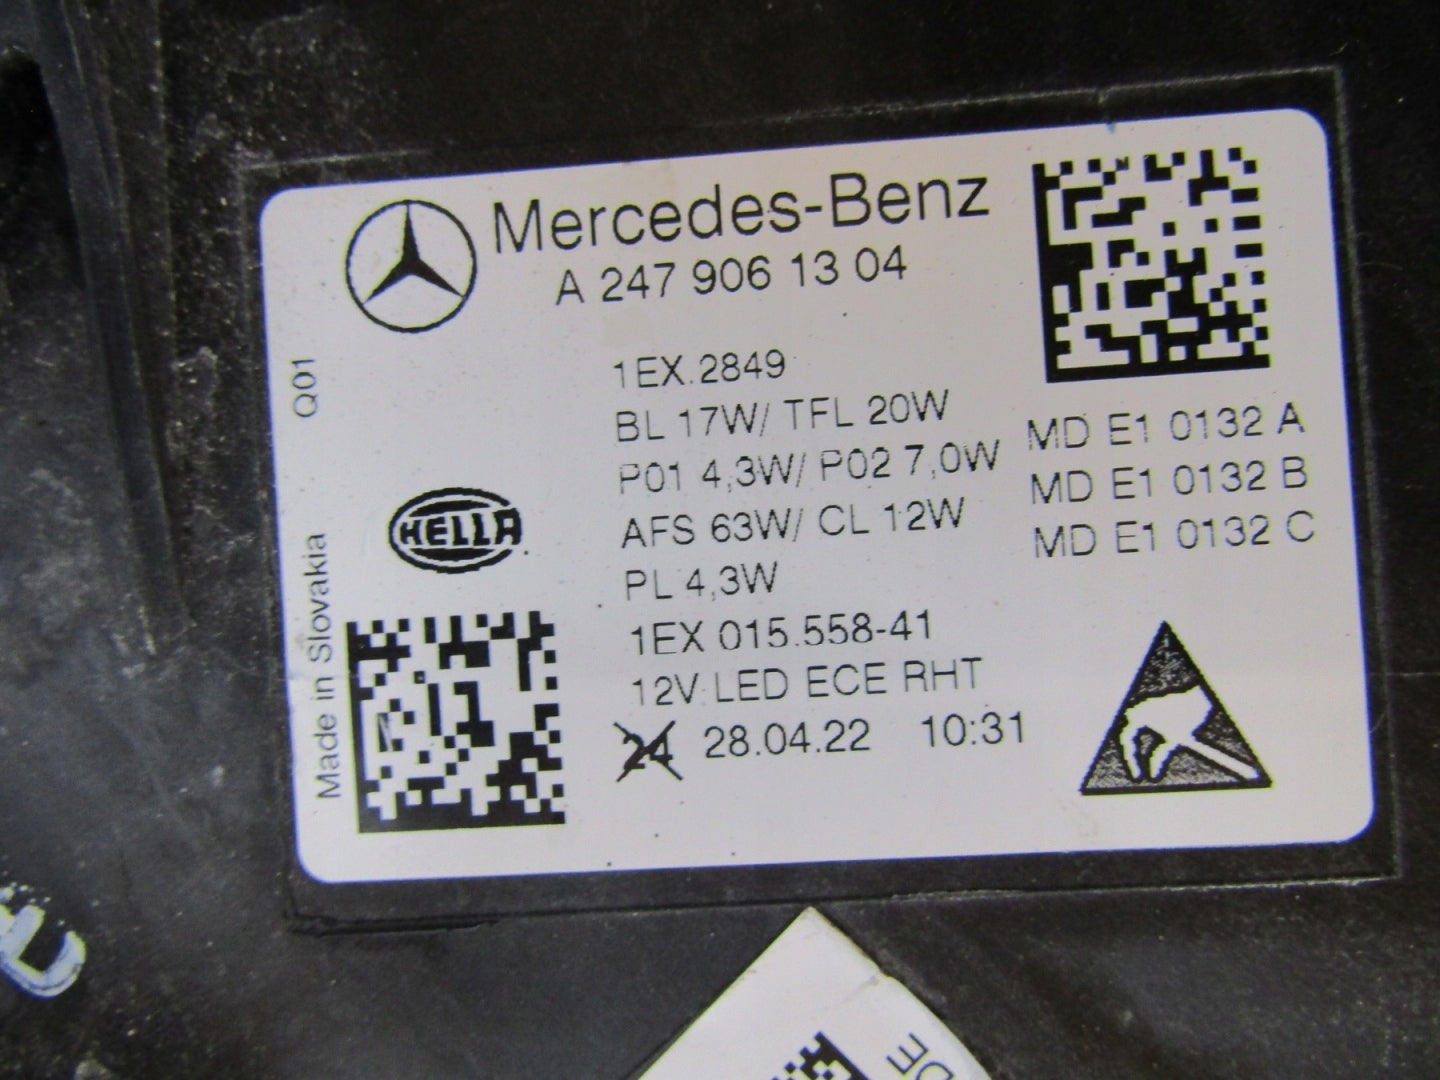 Mercedes-Benz
A 247 906 13 04
1EX.2849
BL 17W/ TFL 20W
P01 4,3W/ P02 7,0W
AFS 63W/ CL 12W
PL 4,3W
1EX 015.558-41
12V LED ECE RHT
24 28.04.22 10:31
MD E1 0132 A
MD E1 0132 B
MD E1 0132 C
Q01
HELLA
Made in Slovakia
DE